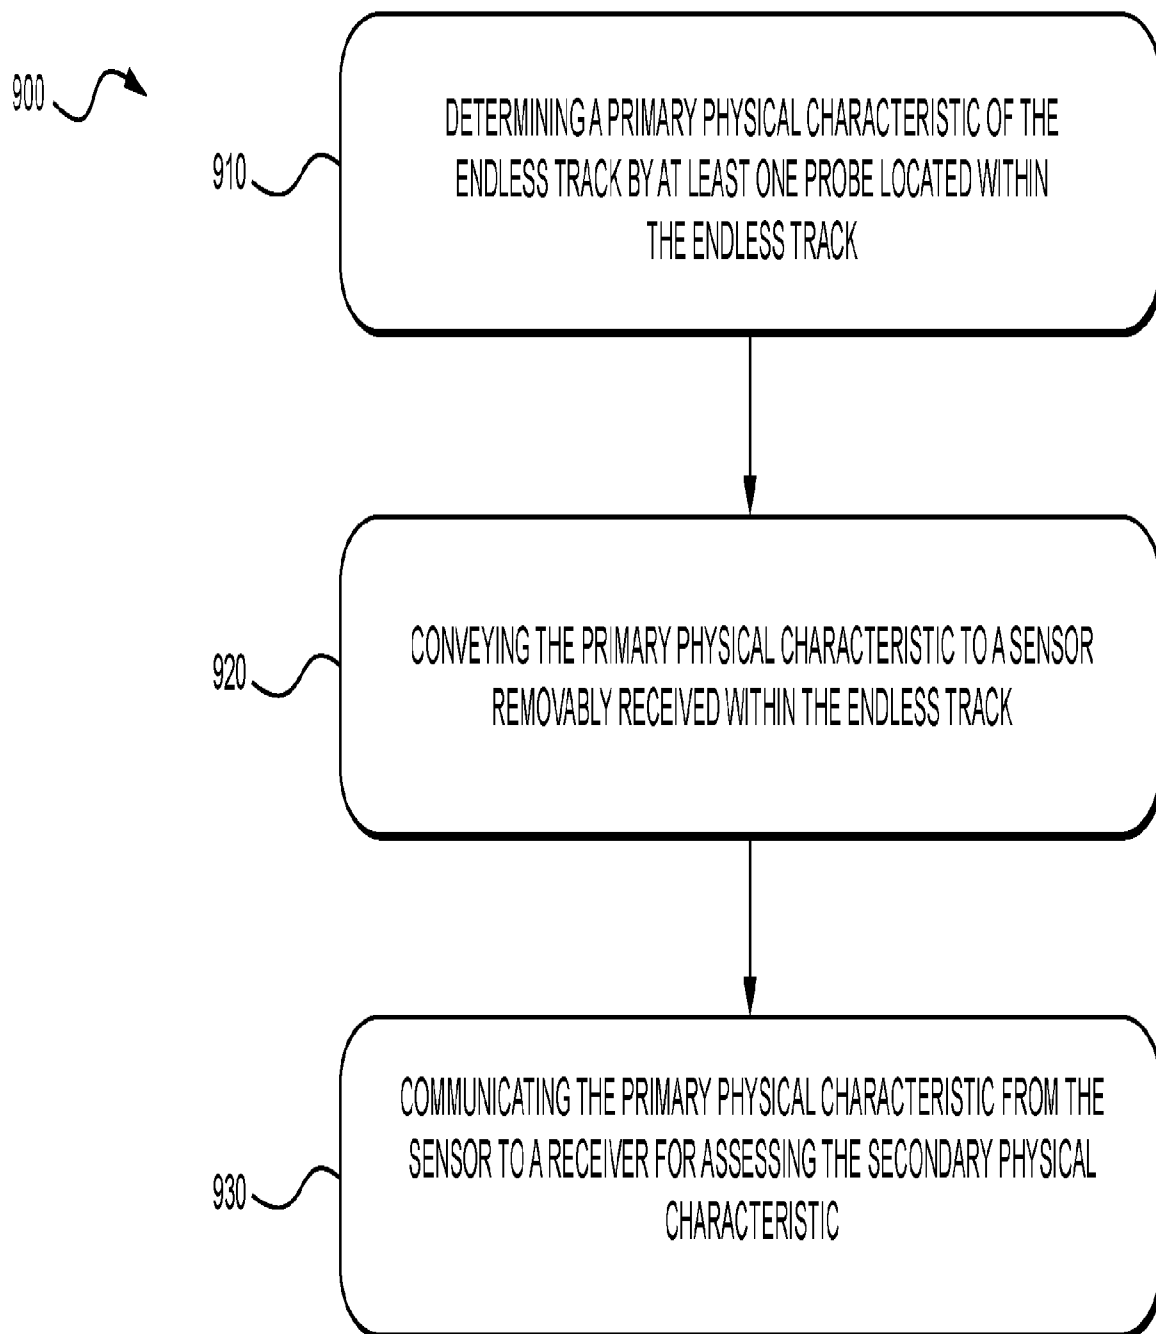 900
910
DETERMINING A PRIMARY PHYSICAL CHARACTERISTIC OF THE
ENDLESS TRACK BY AT LEAST ONE PROBE LOCATED WITHIN
THE ENDLESS TRACK
920
CONVEYING THE PRIMARY PHYSICAL CHARACTERISTIC TO A SENSOR
REMOVABLY RECEIVED WITHIN THE ENDLESS TRACK
930
COMMUNICATING THE PRIMARY PHYSICAL CHARACTERISTIC FROM THE
SENSOR TO A RECEIVER FOR ASSESSING THE SECONDARY PHYSICAL
CHARACTERISTIC